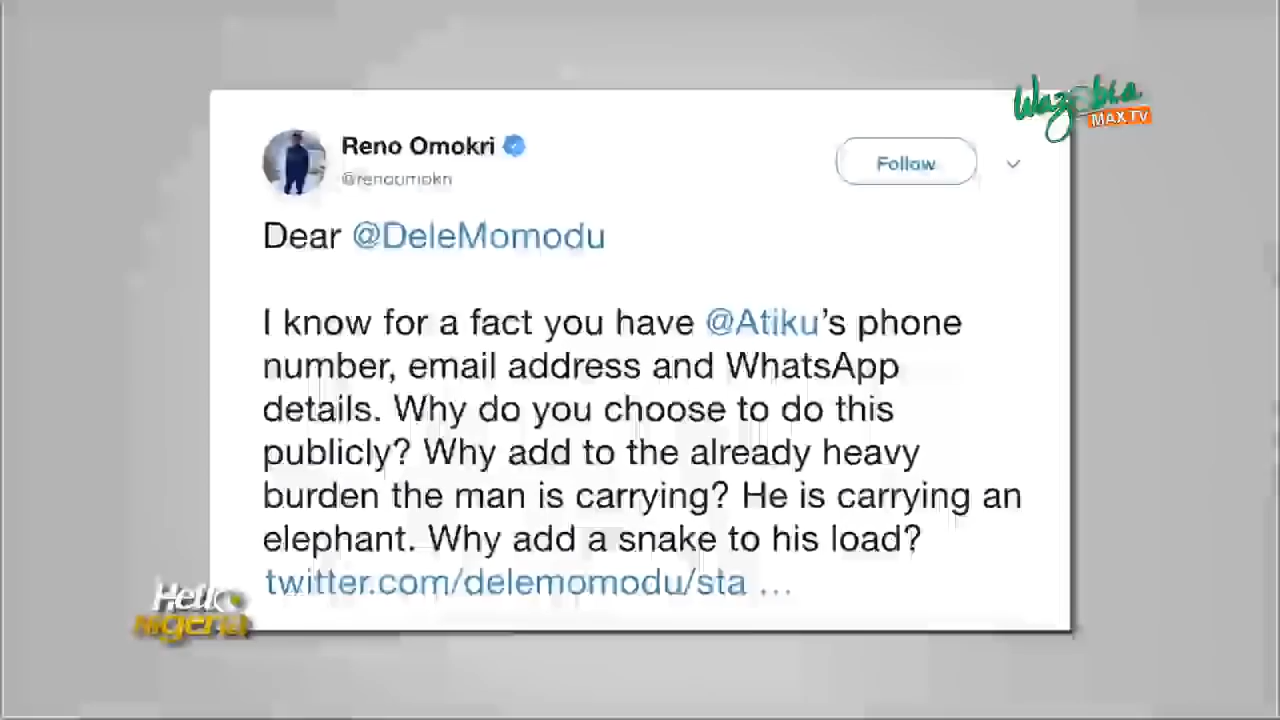 Wazobia
MAX TV
Reno Omokri
@renoomokri
Follow
Dear @DeleMomodu
I know for a fact you have @Atiku's phone
number, email address and WhatsApp
details. Why do you choose to do this
publicly? Why add to the already heavy
burden the man is carrying? He is carrying an
elephant. Why add a snake to his load?
twitter.com/delemomodu/sta ...
Hello
nigeria